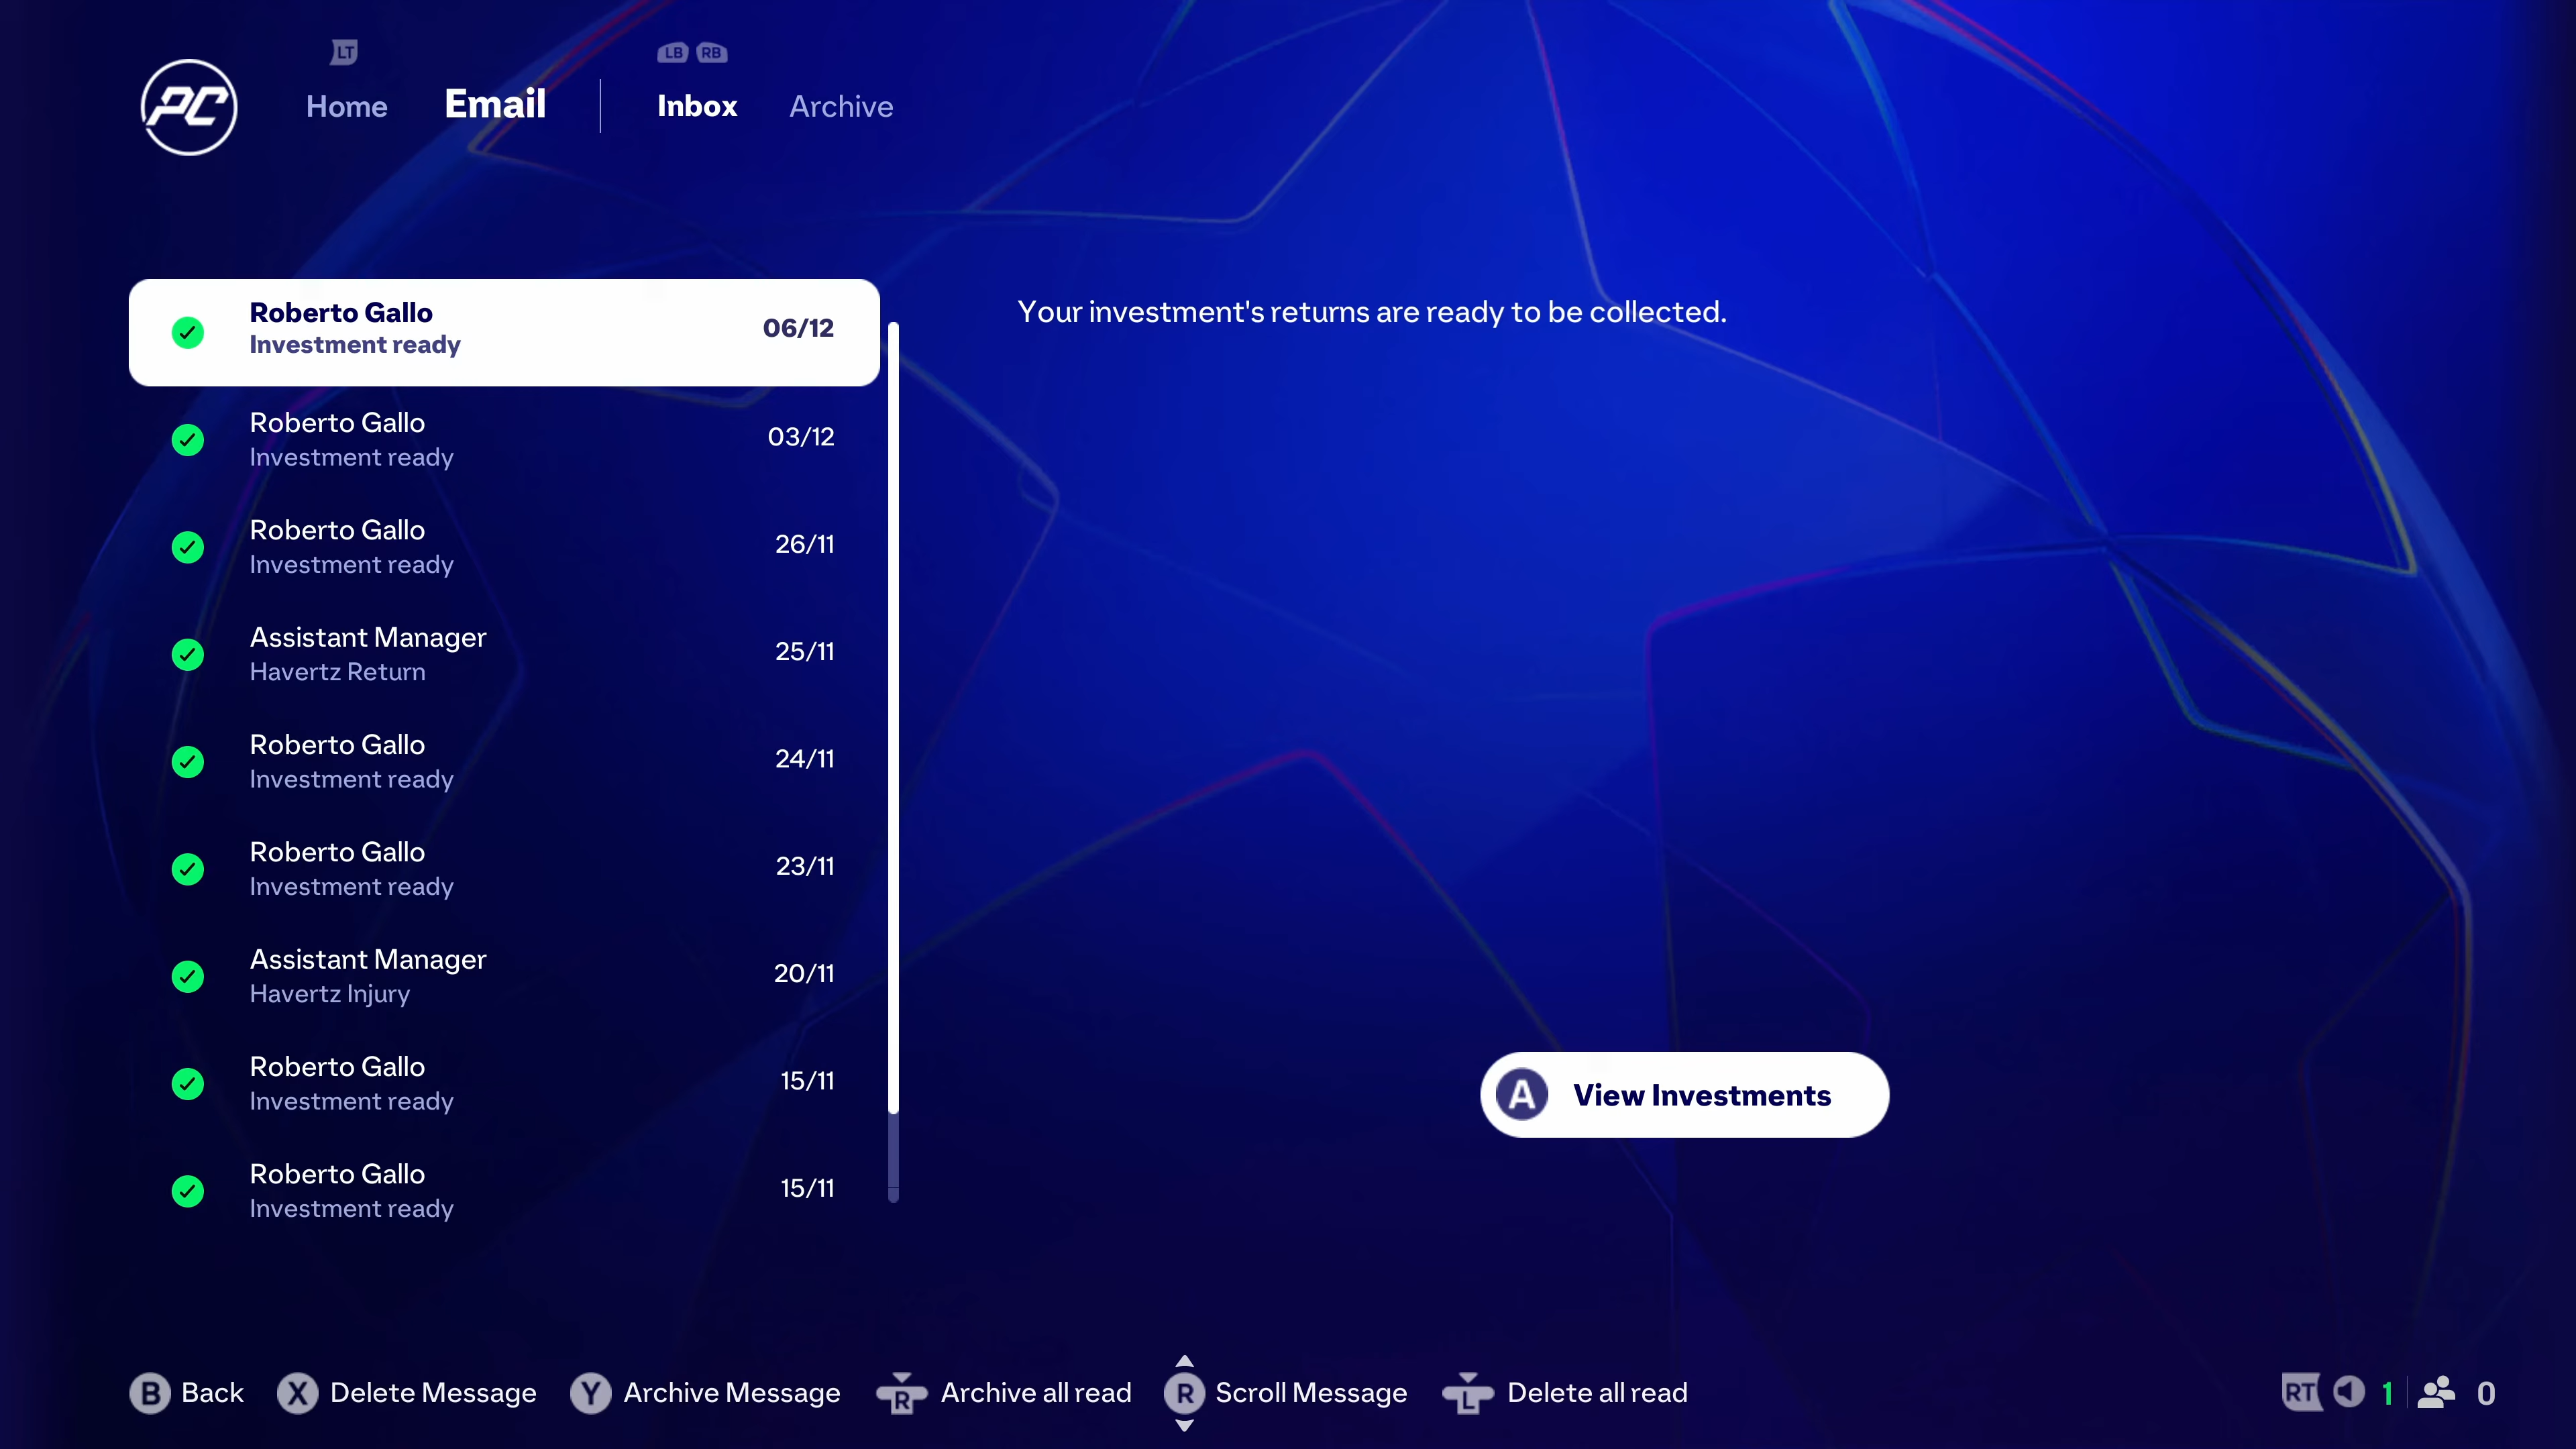 LT
LB RB
PC Home Email Inbox Archive
Roberto Gallo
Investment ready
06/12
Your investment's returns are ready to be collected.
Roberto Gallo
Investment ready
03/12
Roberto Gallo
Investment ready
26/11
Assistant Manager
Havertz Return
25/11
Roberto Gallo
Investment ready
24/11
Roberto Gallo
Investment ready
23/11
Assistant Manager
Havertz Injury
20/11
Roberto Gallo
Investment ready
15/11
Roberto Gallo
Investment ready
15/11
A View Investments
B Back X Delete Message Y Archive Message R Archive all read R Scroll Message L Delete all read RT 1 0